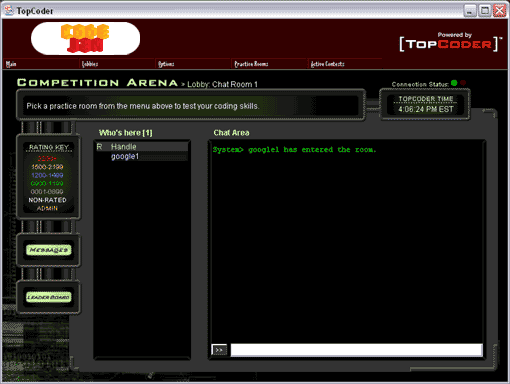 TopCoder
CODE
JAM
Powered by
[TOPCODER]™
Main
Lobbies
Options
Practice Rooms
Active Contests
COMPETITION ARENA > Lobby: Chat Room 1
Connection Status:
Pick a practice room from the menu above to test your coding skills.
TOPCODER TIME
4:06:24 PM EST
Who's here [1]
Chat Area
RATING KEY
1500-2199
1200-1499
0900-1199
0001-0899
NON-RATED
ADMIN
R Handle
google1
System> google1 has entered the room.
MESSAGES
LEADER BOARD
>>